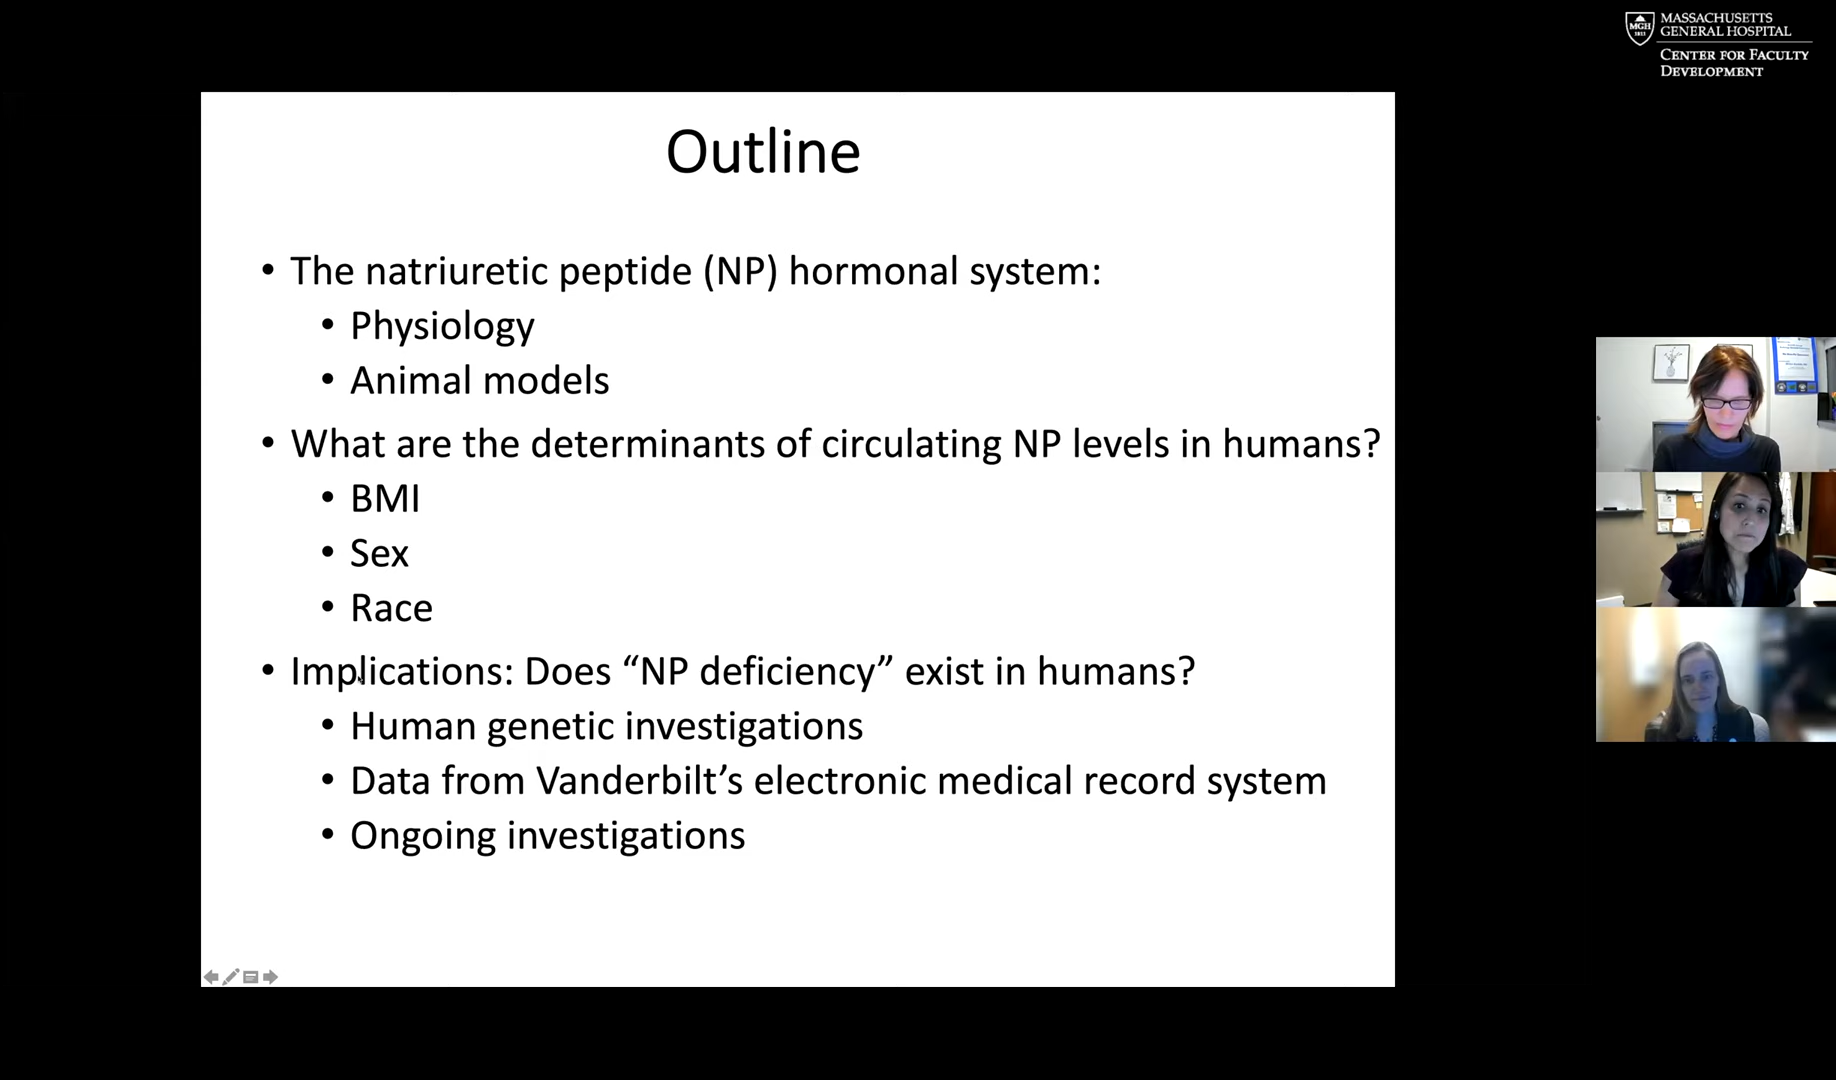 MASSACHUSETTS
GENERAL HOSPITAL
CENTER FOR FACULTY
DEVELOPMENT
MGH
1811
Outline
• The natriuretic peptide (NP) hormonal system:
• Physiology
• Animal models
• What are the determinants of circulating NP levels in humans?
• BMI
• Sex
• Race
• Implications: Does “NP deficiency” exist in humans?
• Human genetic investigations
• Data from Vanderbilt’s electronic medical record system
• Ongoing investigations